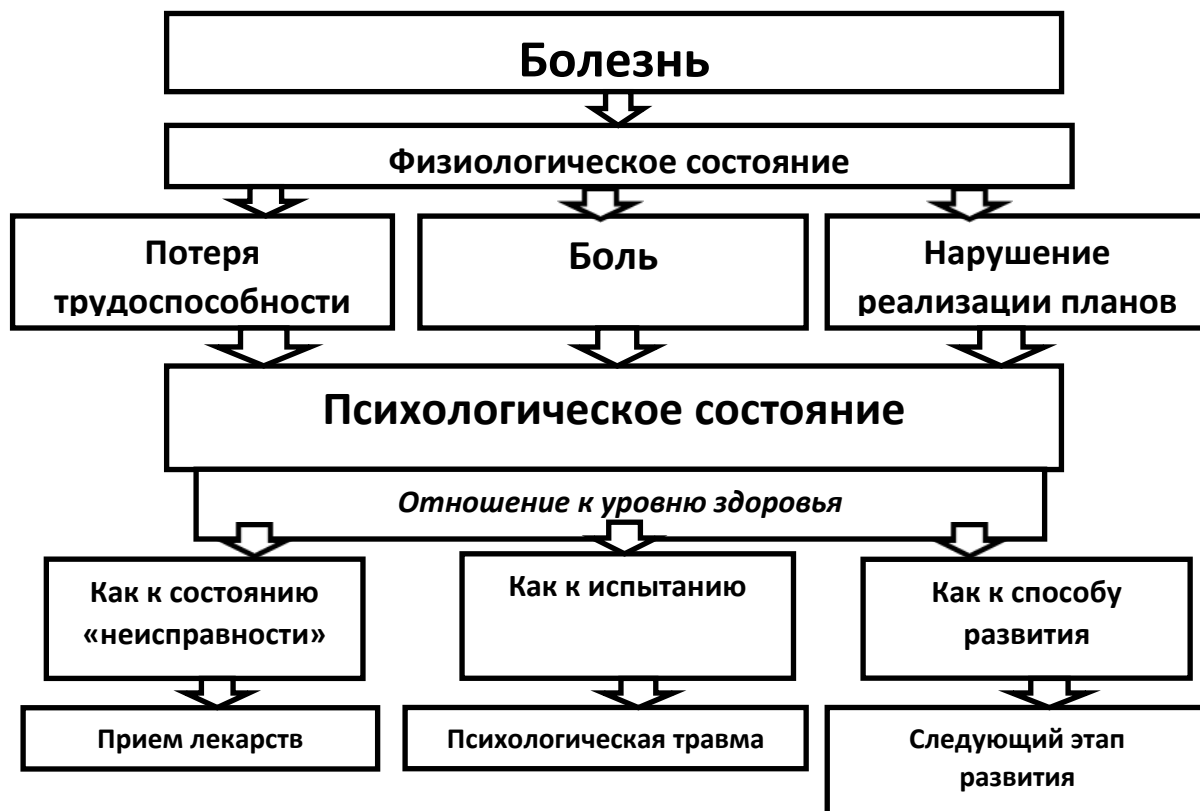 Болезнь
Физиологическое состояние
Потеря
трудоспособности
Боль
Нарушение
реализации планов
Психологическое состояние
Отношение к уровню здоровья
Как к состоянию
«неисправности»
Как к испытанию
Как к способу
развития
Прием лекарств
Психологическая травма
Следующий этап
развития